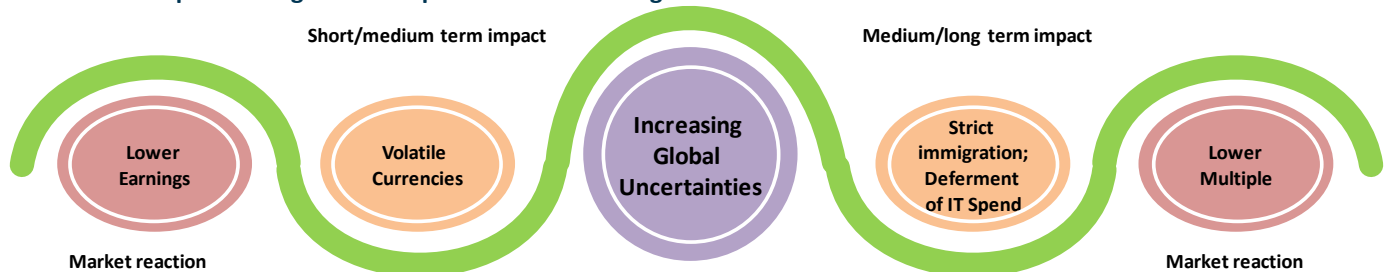 Short/medium term impact
Medium/long term impact
Lower
Earnings
Volatile
Currencies
Increasing
Global
Uncertainties
Strict
immigration;
Deferment
of IT Spend
Lower
Multiple
Market reaction
Market reaction